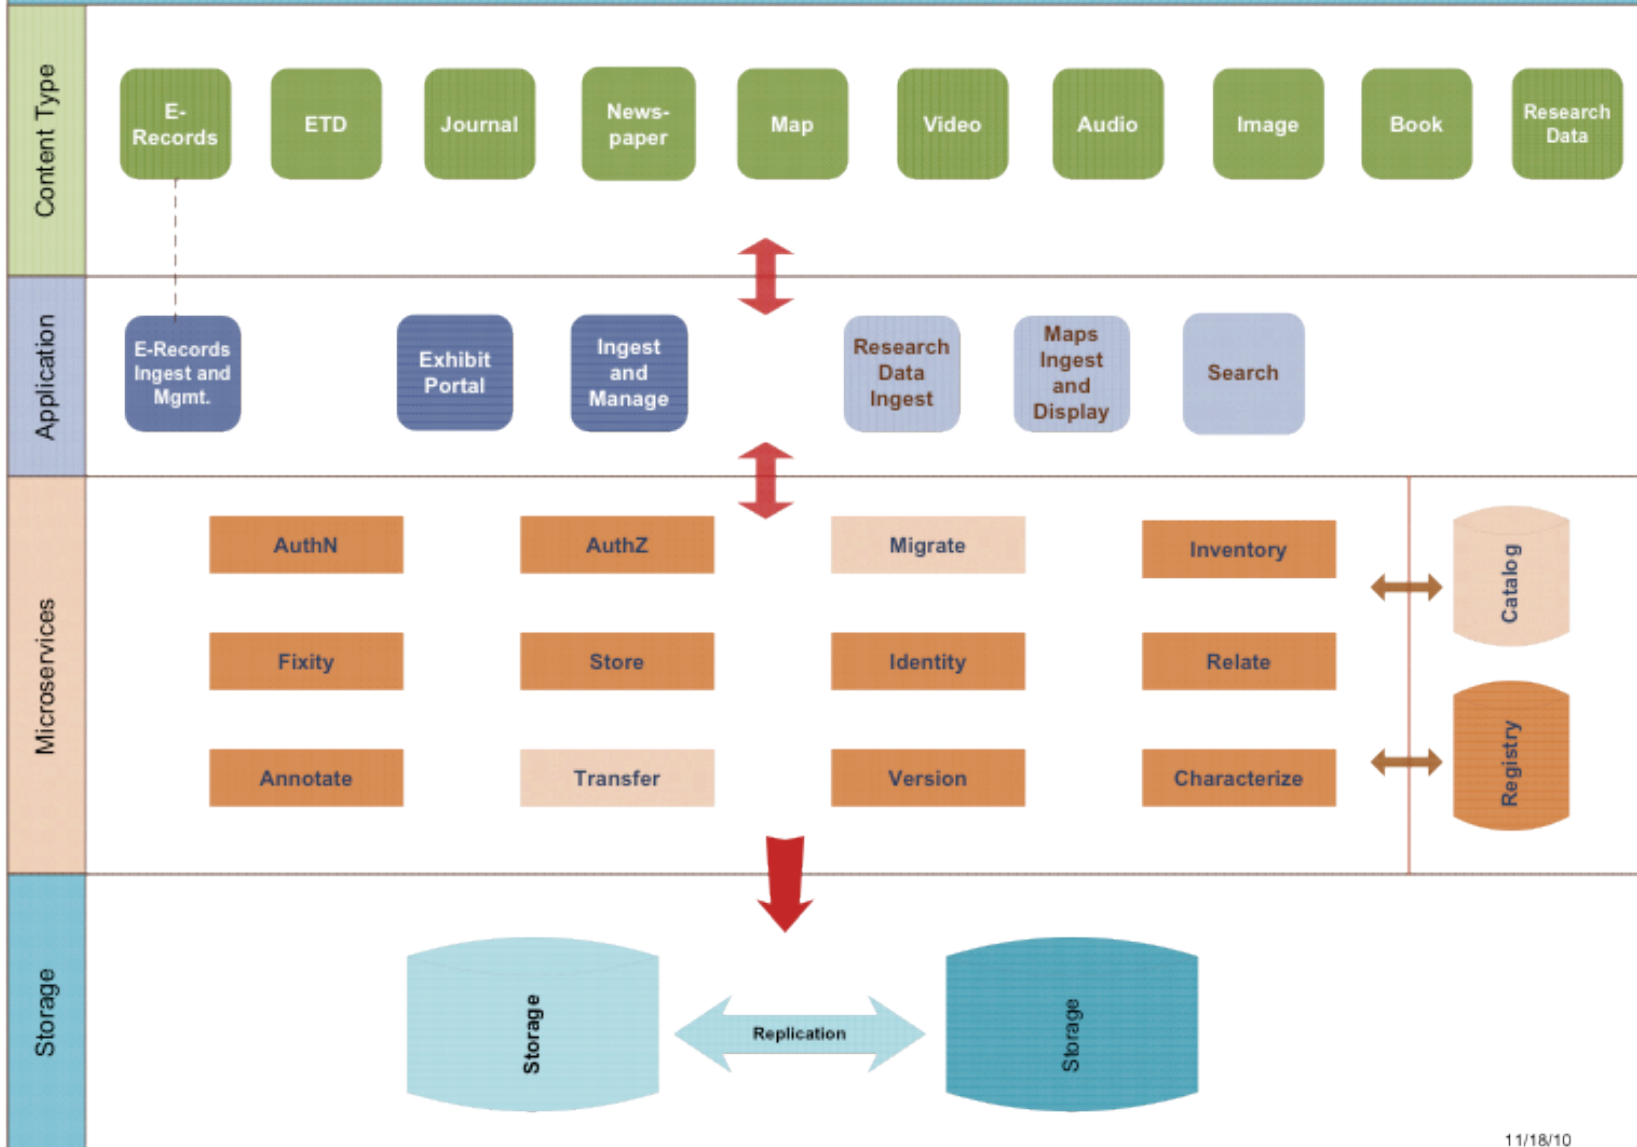 Content Type
E-
Records
ETD
Journal
News-
paper
Map
Video
Audio
Image
Book
Research
Data
Application
E-Records
Ingest and
Mgmt.
Exhibit
Portal
Ingest
and
Manage
Research
Data
Ingest
Maps
Ingest
and
Display
Search
Microservices
AuthN
AuthZ
Migrate
Inventory
Catalog
Fixity
Store
Identity
Relate
Annotate
Transfer
Version
Characterize
Registry
Storage
Storage
Replication
Storage
11/18/10